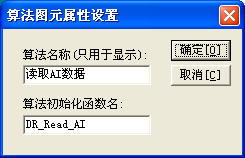 算法图元属性设置
算法名称(只用于显示):
读取AI数据
算法初始化函数名:
DR_Read_AI
确定[O]
取消[C]